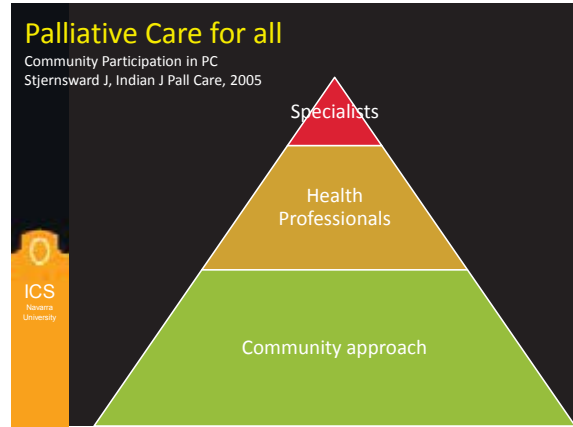 Palliative Care for all
Community Participation in PC
Stjernsward J, Indian J Pall Care, 2005
Specialists
Health
Professionals
Community approach
ICS
Navarra
University